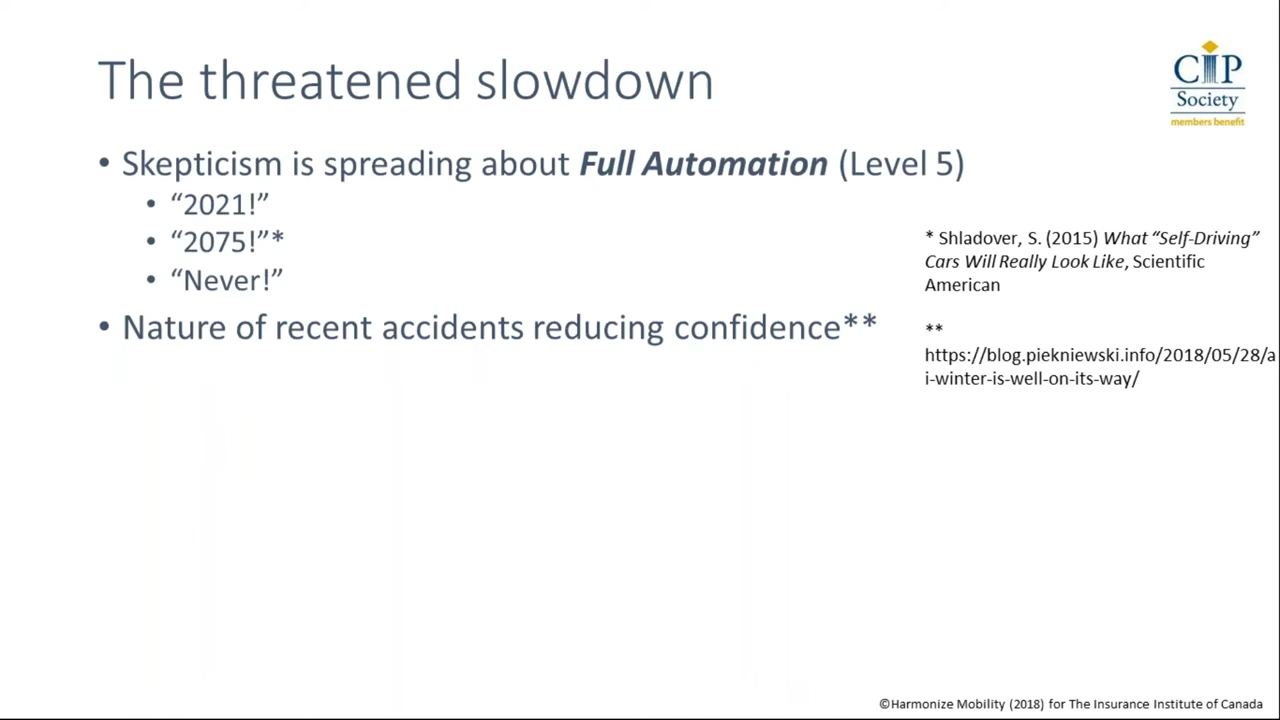 The threatened slowdown
CIP
Society
members benefit
• Skepticism is spreading about Full Automation (Level 5)
• “2021!”
• “2075!”*
• “Never!”
• Nature of recent accidents reducing confidence**
* Shladover, S. (2015) What “Self-Driving”
Cars Will Really Look Like, Scientific
American
**
https://blog.piekniewski.info/2018/05/28/a
i-winter-is-well-on-its-way/
©Harmonize Mobility (2018) for The Insurance Institute of Canada